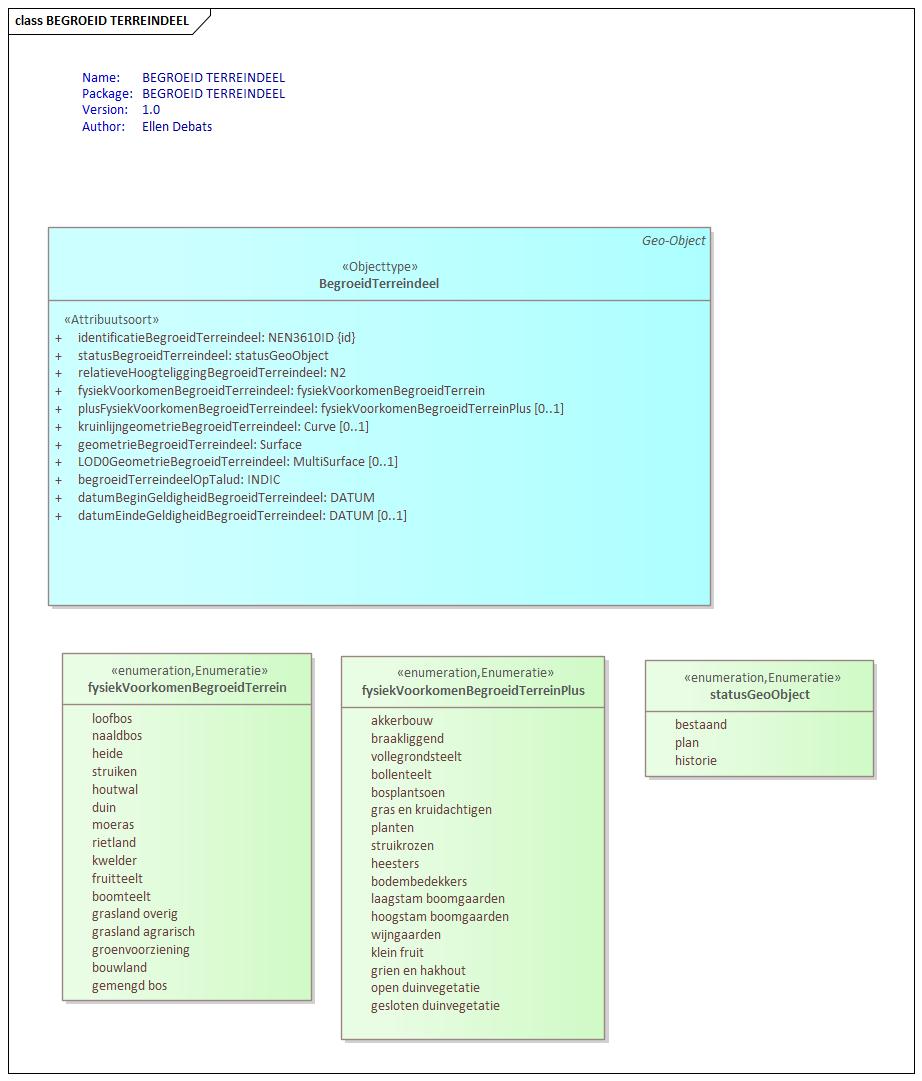 class BEGROEID TERREINDEEL
Name: BEGROEID TERREINDEEL
Package: BEGROEID TERREINDEEL
Version: 1.0
Author: Ellen Debats
Geo-Object
«Objecttype»
BegroeidTerreindeel
«Attribuutsoort»
+ identificatieBegroeidTerreindeel: NEN3610ID {id}
+ statusBegroeidTerreindeel: statusGeoObject
+ relatieveHoogteliggingBegroeidTerreindeel: N2
+ fysiekVoorkomenBegroeidTerreindeel: fysiekVoorkomenBegroeidTerrein
+ plusFysiekVoorkomenBegroeidTerreindeel: fysiekVoorkomenBegroeidTerreinPlus [0..1]
+ kruinlijngeometrieBegroeidTerreindeel: Curve [0..1]
+ geometrieBegroeidTerreindeel: Surface
+ LOD0GeometrieBegroeidTerreindeel: MultiSurface [0..1]
+ begroeidTerreindeelOpTalud: INDIC
+ datumBeginGeldigheidBegroeidTerreindeel: DATUM
+ datumEindeGeldigheidBegroeidTerreindeel: DATUM [0..1]
«enumeration,Enumeratie»
fysiekVoorkomenBegroeidTerrein
loofbos
naaldbos
heide
struiken
houtwal
duin
moeras
rietland
kwelder
fruitteelt
boomteelt
grasland overig
grasland agrarisch
groenvoorziening
bouwland
gemengd bos
«enumeration,Enumeratie»
fysiekVoorkomenBegroeidTerreinPlus
akkerbouw
braakliggend
vollegrondsteelt
bollenteelt
bosplantsoen
gras en kruidachtigen
planten
struikrozen
heesters
bodembedekkers
laagstam boomgaarden
hoogstam boomgaarden
wijngaarden
klein fruit
grien en hakhout
open duinvegetatie
gesloten duinvegetatie
«enumeration,Enumeratie»
statusGeoObject
bestaand
plan
historie